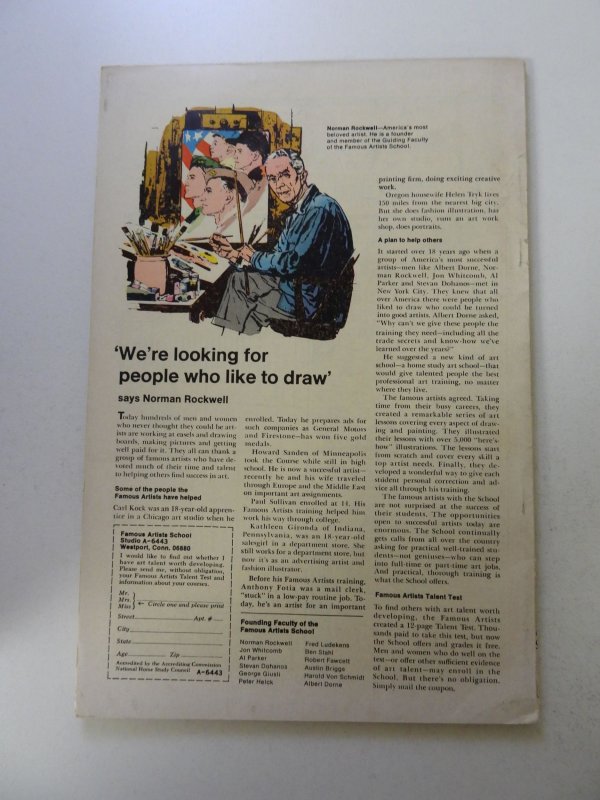 Norman Rockwell—America's most
beloved artist. He is a founder
and member of the Guiding Faculty
of the Famous Artists School.
'We're looking for
people who like to draw'
says Norman Rockwell
Today hundreds of men and women
who never thought they could be art-
ists are working at easels and drawing
boards, making pictures and getting
well paid for it. They all can thank a
group of famous artists who have de-
voted much of their time and talent
to helping others find success in art.
Some of the people the
Famous Artists have helped
Carl Kock was an 18-year-old appren-
tice in a Chicago art studio when he
Famous Artists School
Studio A-6443
Westport, Conn. 06880
I would like to find out whether I
have art talent worth developing.
Please send me, without obligation,
your Famous Artists Talent Test and
information about your courses.
Mr.
Mrs.
Miss
Circle one and please print
Street Apt. #
City
State
Age Zip
Accredited by the Accrediting Commission
National Home Study Council A-6443
enrolled. Today he prepares ads for
such companies as General Motors
and Firestone—has won five gold
medals.
Howard Sanden of Minneapolis
took the Course while still in high
school. He is now a successful artist—
recently he and his wife traveled
through Europe and the Middle East
on important art assignments.
Paul Sullivan enrolled at 41. His
Famous Artists training helped him
work his way through college.
Kathleen Gironda of Indiana,
Pennsylvania, was an 18-year-old
salesgirl in a department store. She
still works for a department store, but
now it's as an advertising artist and
fashion illustrator.
Before his Famous Artists training,
Anthony Fotia was a mail clerk,
"stuck" in a low-pay routine job. To-
day, he's an artist for an important
Founding Faculty of the
Famous Artists School
Norman Rockwell
Jon Whitcomb
Al Parker
Stevan Dohanos
George Giusti
Peter Helck
Fred Ludekens
Ben Stahl
Robert Fawcett
Austin Briggs
Harold Von Schmidt
Albert Dorne
printing firm, doing exciting creative
work.
Oregon housewife Helen Tryk lives
150 miles from the nearest big city.
But she does fashion illustration, has
her own studio, runs an art work
shop, does portraits.
A plan to help others
It started over 18 years ago when a
group of America's most successful
artists—men like Albert Dorne, Nor-
man Rockwell, Jon Whitcomb, Al
Parker and Stevan Dohanos—met in
New York City. They knew that all
over America there were people who
liked to draw who could be turned
into good artists. Albert Dorne asked,
"Why can't we give these people the
training they need—including all the
trade secrets and know-how we've
learned over the years?"
He suggested a new kind of art
school—a home study art school—that
would give talented people the best
professional art training, no matter
where they live.
The famous artists agreed. Taking
time from their busy careers, they
created a remarkable series of art
lessons covering every aspect of draw-
ing and painting. They illustrated
their lessons with over 5,000 "here's-
how" illustrations. The lessons start
from scratch and cover every skill a
top artist needs. Finally, they de-
veloped a wonderful way to give each
student personal correction and ad-
vice all through his training.
The famous artists with the School
are not surprised at the success of
their students. The opportunities
open to successful artists today are
enormous. The School continually
gets calls from all over the country
asking for practical well-trained stu-
dents—not geniuses—who can step
into full-time or part-time art jobs.
And practical, thorough training is
what the School offers.
Famous Artists Talent Test
To find others with art talent worth
developing, the Famous Artists
created a 12-page Talent Test. Thou-
sands paid to take this test, but now
the School offers and grades it free.
Men and women who do well on the
test—or offer other sufficient evidence
of art talent—may enroll in the
School. But there's no obligation.
Simply mail the coupon.